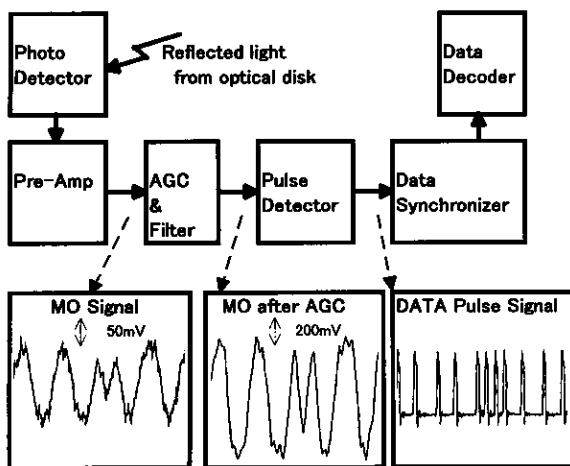 Photo
Detector
Reflected light
from optical disk
Data
Decoder
Pre-Amp
AGC
&
Filter
Pulse
Detector
Data
Synchronizer
MO Signal
50mV
MO after AGC
200mV
DATA Pulse Signal